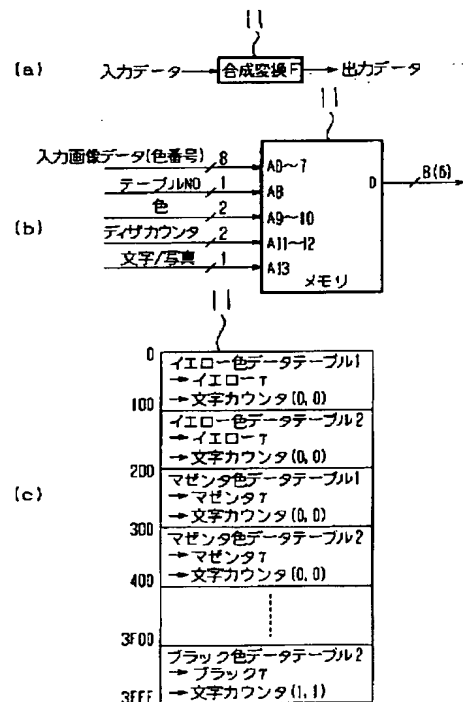 11
(a)
入力データ
合成変換F
出力データ
11
(b)
入力画像データ(色番号) 8
テーブルNO 1
色 2
ディザカウンタ 2
文字/写真 1
A0～7
A8
A9～10
A11～12
A13
メモリ
D
8(6)
11
(c)
0
イエロー色データテーブル1
→イエローγ
→文字カウンタ(0,0)
100
イエロー色データテーブル2
→イエローγ
→文字カウンタ(0,0)
200
マゼンタ色データテーブル1
→マゼンタγ
→文字カウンタ(0,0)
300
マゼンタ色データテーブル2
→マゼンタγ
→文字カウンタ(0,0)
400
3F00
ブラック色データテーブル2
→ブラックγ
→文字カウンタ(1,1)
3FFF